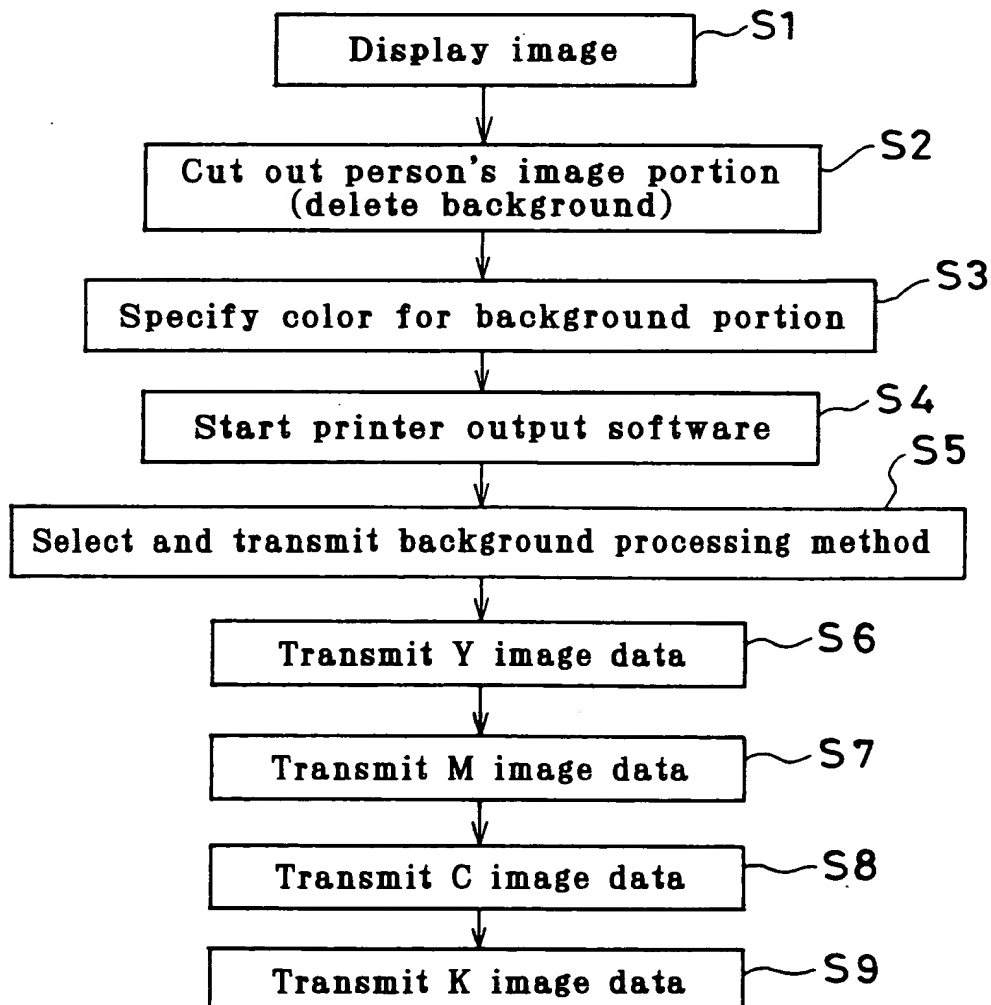 S1
Display image
S2
Cut out person's image portion
(delete background)
S3
Specify color for background portion
S4
Start printer output software
S5
Select and transmit background processing method
S6
Transmit Y image data
S7
Transmit M image data
S8
Transmit C image data
S9
Transmit K image data